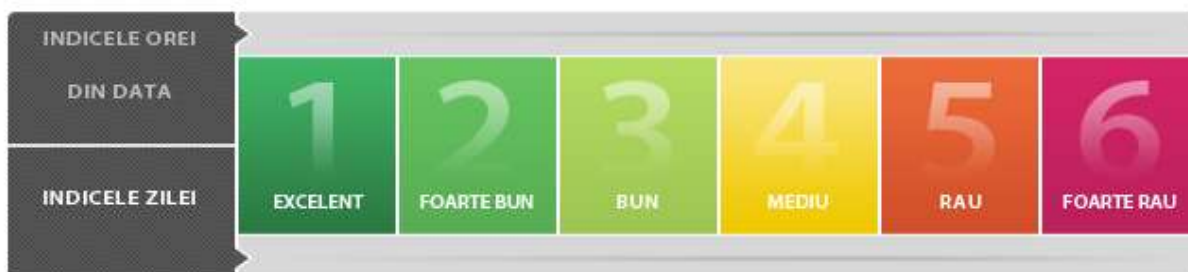 INDICELE OREI
DIN DATA
INDICELE ZILEI
1 2 3 4 5 6
EXCELENT FOARTE BUN BUN MEDIU RAU FOARTE RAU